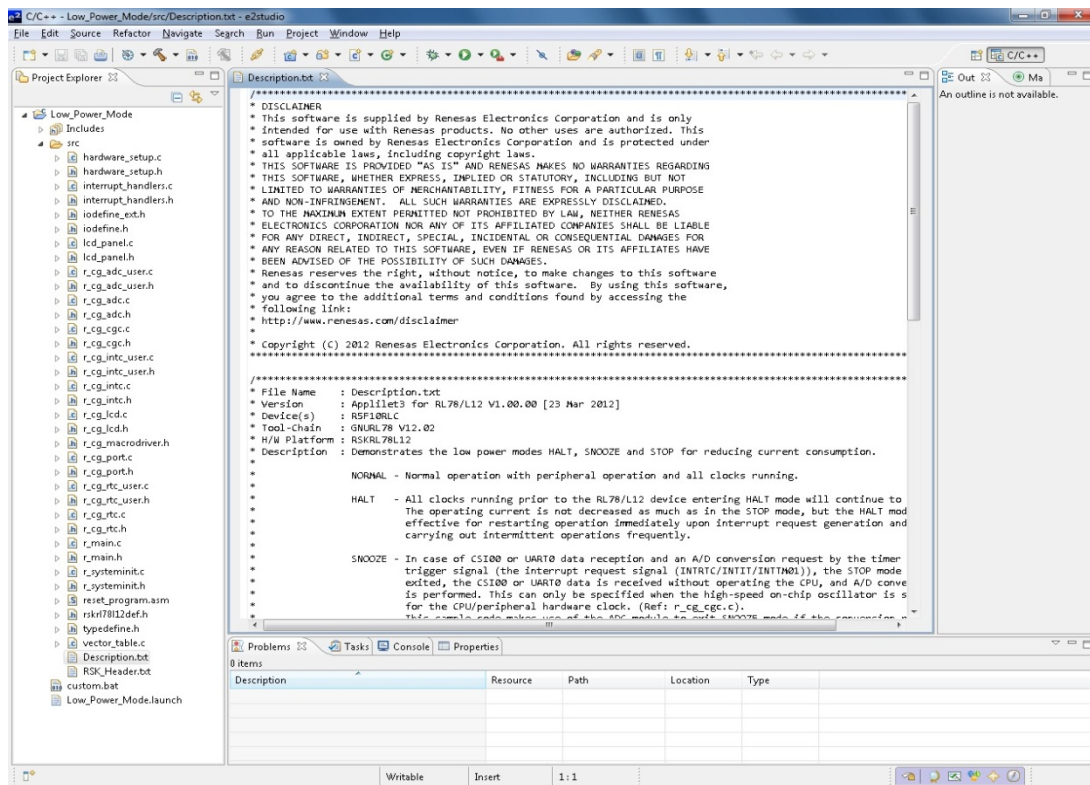 C/C++ - Low_Power_Mode/src/Description.txt - e2studio
File Edit Source Refactor Navigate Search Run Project Window Help
C/C++
Project Explorer
Description.txt
Out
Ma
An outline is not available.
Low_Power_Mode
Includes
src
hardware_setup.c
hardware_setup.h
interrupt_handlers.c
interrupt_handlers.h
iodefine_ext.h
iodefine.h
lcd_panel.c
lcd_panel.h
r_cg_adc_user.c
r_cg_adc_user.h
r_cg_adc.c
r_cg_adc.h
r_cg_cgc.c
r_cg_cgc.h
r_cg_intc_user.c
r_cg_intc_user.h
r_cg_intc.c
r_cg_intc.h
r_cg_lcd.c
r_cg_lcd.h
r_cg_macrodriver.h
r_cg_port.c
r_cg_port.h
r_cg_rtc_user.c
r_cg_rtc_user.h
r_cg_rtc.c
r_cg_rtc.h
r_main.c
r_main.h
r_systeminit.c
r_systeminit.h
reset_program.asm
rskrl78l12def.h
typedefine.h
vector_table.c
Description.txt
RSK_Header.txt
custom.bat
Low_Power_Mode.launch
/***********************************************************************************************
* DISCLAIMER
* This software is supplied by Renesas Electronics Corporation and is only
* intended for use with Renesas products. No other uses are authorized. This
* software is owned by Renesas Electronics Corporation and is protected under
* all applicable laws, including copyright laws.
* THIS SOFTWARE IS PROVIDED "AS IS" AND RENESAS MAKES NO WARRANTIES REGARDING
* THIS SOFTWARE, WHETHER EXPRESS, IMPLIED OR STATUTORY, INCLUDING BUT NOT
* LIMITED TO WARRANTIES OF MERCHANTABILITY, FITNESS FOR A PARTICULAR PURPOSE
* AND NON-INFRINGEMENT. ALL SUCH WARRANTIES ARE EXPRESSLY DISCLAIMED.
* TO THE MAXIMUM EXTENT PERMITTED NOT PROHIBITED BY LAW, NEITHER RENESAS
* ELECTRONICS CORPORATION NOR ANY OF ITS AFFILIATED COMPANIES SHALL BE LIABLE
* FOR ANY DIRECT, INDIRECT, SPECIAL, INCIDENTAL OR CONSEQUENTIAL DAMAGES FOR
* ANY REASON RELATED TO THIS SOFTWARE, EVEN IF RENESAS OR ITS AFFILIATES HAVE
* BEEN ADVISED OF THE POSSIBILITY OF SUCH DAMAGES.
* Renesas reserves the right, without notice, to make changes to this software
* and to discontinue the availability of this software. By using this software,
* you agree to the additional terms and conditions found by accessing the
* following link:
* http://www.renesas.com/disclaimer
*
* Copyright (C) 2012 Renesas Electronics Corporation. All rights reserved.
***********************************************************************************************
/***********************************************************************************************
* File Name : Description.txt
* Version : Applilet3 for RL78/L12 V1.00.00 [23 Mar 2012]
* Device(s) : R5F10RLC
* Tool-Chain : GNURL78 V12.02
* H/W Platform : RSKRL78L12
* Description : Demonstrates the low power modes HALT, SNOOZE and STOP for reducing current consumption.
*
* NORMAL - Normal operation with peripheral operation and all clocks running.
*
* HALT - All clocks running prior to the RL78/L12 device entering HALT mode will continue to
* The operating current is not decreased as much as in the STOP mode, but the HALT mod
* effective for restarting operation immediately upon interrupt request generation and
* carrying out intermittent operations frequently.
*
* SNOOZE - In case of CSI00 or UART0 data reception and an A/D conversion request by the timer
* trigger signal (the interrupt request signal (INTRTC/INTIT/INTTM01)), the STOP mode
* exited, the CSI00 or UART0 data is received without operating the CPU, and A/D conve
* is performed. This can only be specified when the high-speed on-chip oscillator is s
* for the CPU/peripheral hardware clock. (Ref: r_cg_cgc.c).
Problems
Tasks
Console
Properties
0 items
Description Resource Path Location Type
Writable Insert 1:1